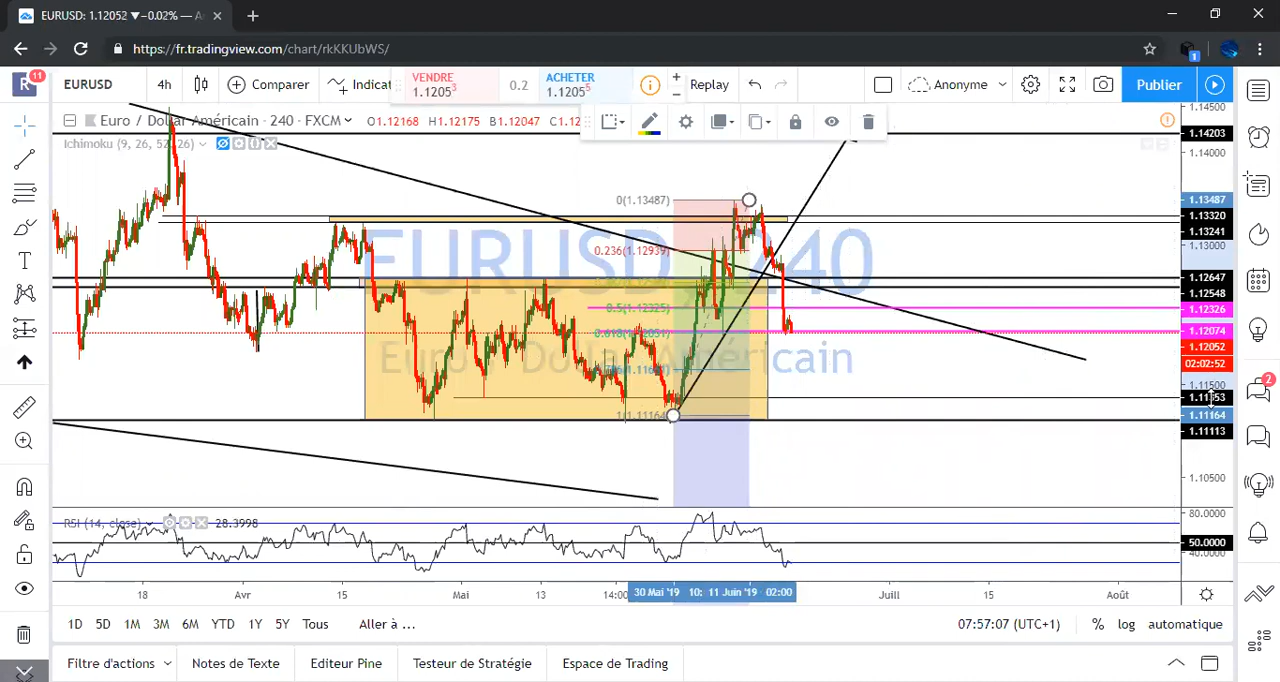 EURUSD: 1.12052 ▼−0.02% — A
https://fr.tradingview.com/chart/rkKKUbWS/
1
R 11
EURUSD
4h
Comparer
Indicat
VENDRE
1.1205³
0.2
ACHETER
1.1205⁵
Replay
Anonyme
Publier
Euro / Dollar Américain · 240 · FXCM
O1.12168 H1.12175 B1.12047 C1.12
Ichimoku (9, 26, 52, 26)
EURUSD, 240
Euro / Dollar Américain
0(1.13487)
0.236(1.12939)
0.5(1.12325)
0.618(1.12051)
1(1.11164)
1.14500
1.14203
1.14000
1.13487
1.13320
1.13241
1.13000
1.12647
1.12548
1.12326
1.12074
1.12052
02:02:52
1.11500
1.11164
1.11113
1.10500
2
RSI (14, close)
28.3998
80.0000
50.0000
40.0000
18
Avr
15
Mai
13
14:00
30 Mai '19
10:
11 Juin '19
02:00
Juill
15
Août
1D 5D 1M 3M 6M YTD 1Y 5Y Tous
Aller à ...
07:57:07 (UTC+1)
% log automatique
Filtre d'actions
Notes de Texte
Editeur Pine
Testeur de Stratégie
Espace de Trading